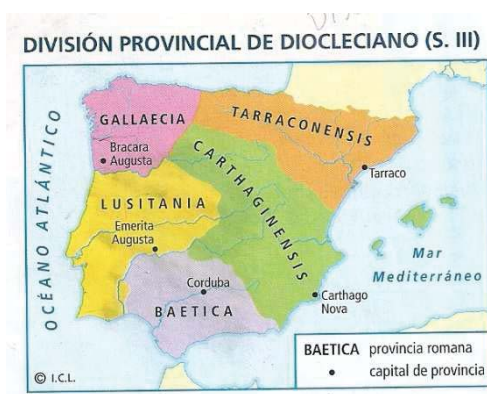 DIVISIÓN PROVINCIAL DE DIOCLECIANO (S. III)
GALLAECIA
TARRACONENSIS
Bracara
Augusta
CARTHAGINENSIS
Tarraco
LUSITANIA
Emerita
Augusta
OCÉANO ATLÁNTICO
Mar
Mediterráneo
Corduba
BAETICA
Carthago
Nova
BAETICA provincia romana
• capital de provincia
© I.C.L.